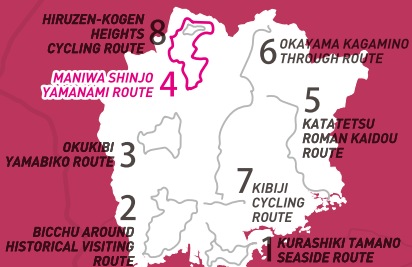 HIRUZEN-KOGEN
HEIGHTS
CYCLING ROUTE
8
MANIWA SHINJO
YAMANAMI ROUTE
4
6
OKAYAMA KAGAMINO
THROUGH ROUTE
5
KATATETSU
ROMAN KAIDOU
ROUTE
OKUKIBI
YAMABIKO ROUTE
3
7
KIBIJI
CYCLING
ROUTE
2
BICCHU AROUND
HISTORICAL VISITING
ROUTE
1
KURASHIKI TAMANO
SEASIDE ROUTE